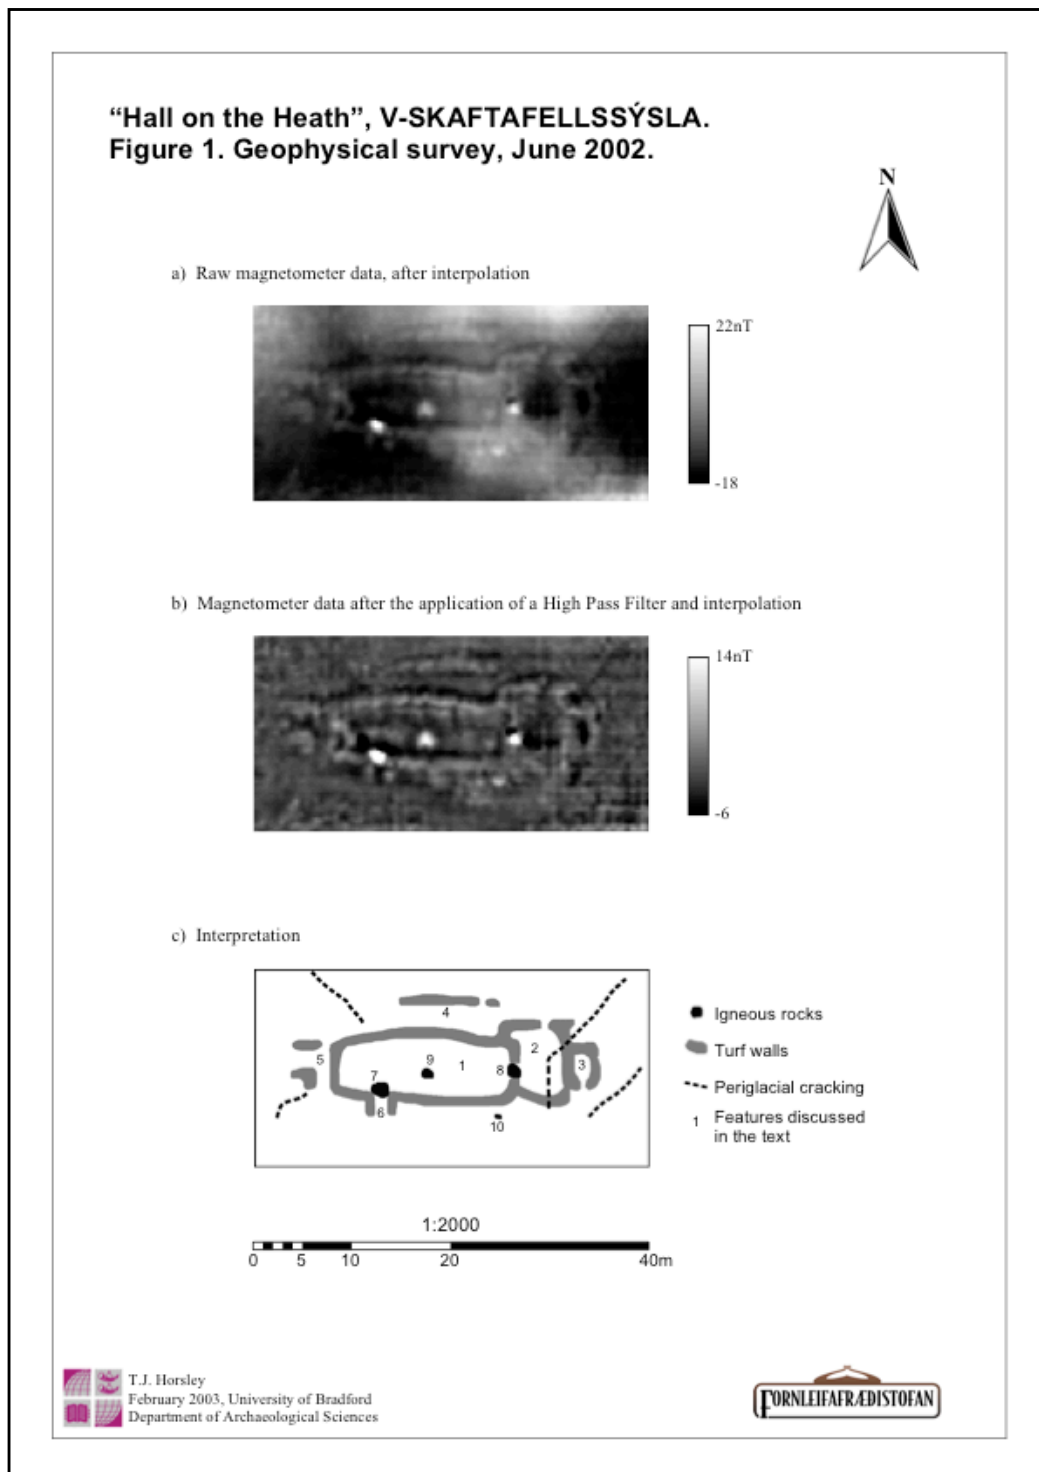 “Hall on the Heath”, V-SKAFTAFELLSSÝSLA.
Figure 1. Geophysical survey, June 2002.
N
a) Raw magnetometer data, after interpolation
22nT
-18
b) Magnetometer data after the application of a High Pass Filter and interpolation
14nT
-6
c) Interpretation
4
5
9
1
8
2
3
7
6
10
Igneous rocks
Turf walls
Periglacial cracking
1 Features discussed
in the text
1:2000
0 5 10 20 40m
T.J. Horsley
February 2003, University of Bradford
Department of Archaeological Sciences
FORNLEIFAFRÆÐISTOFAN